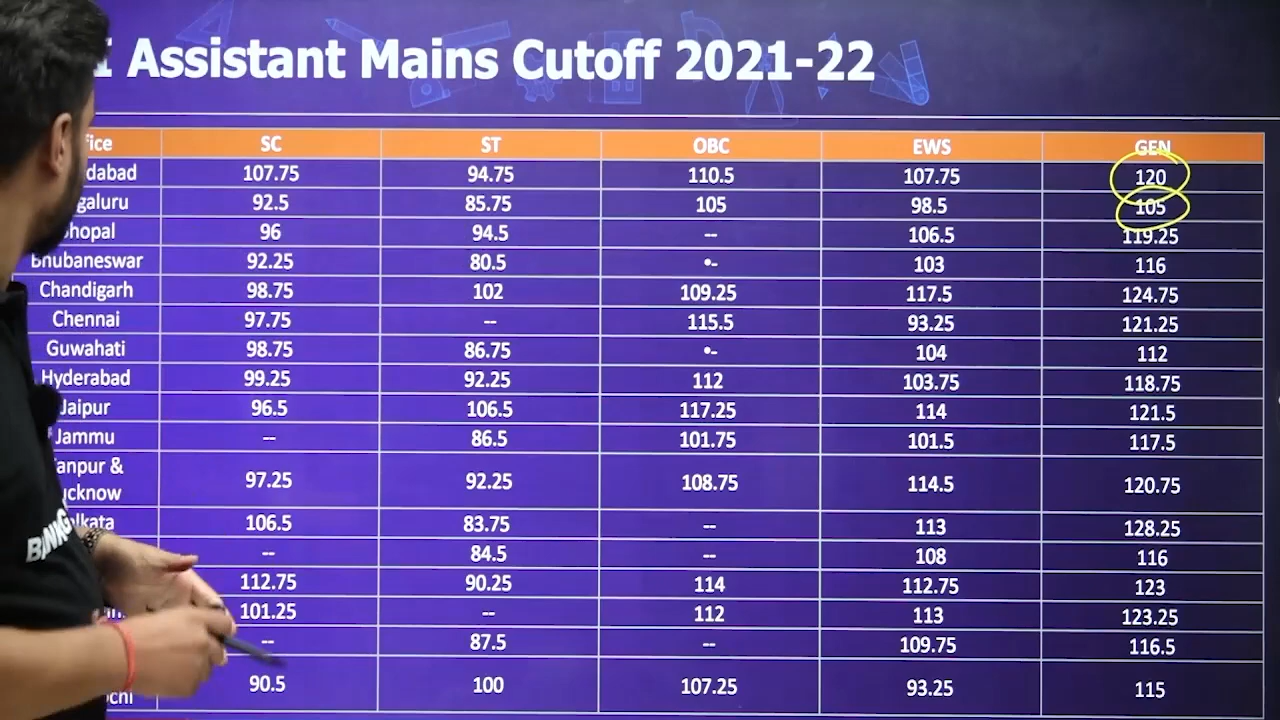 I Assistant Mains Cutoff 2021-22
fice SC ST OBC EWS GEN
dabad 107.75 94.75 110.5 107.75 120
galuru 92.5 85.75 105 98.5 105
hopal 96 94.5 -- 106.5 119.25
Bhubaneswar 92.25 80.5 •- 103 116
Chandigarh 98.75 102 109.25 117.5 124.75
Chennai 97.75 -- 115.5 93.25 121.25
Guwahati 98.75 86.75 •- 104 112
Hyderabad 99.25 92.25 112 103.75 118.75
Jaipur 96.5 106.5 117.25 114 121.5
Jammu -- 86.5 101.75 101.5 117.5
anpur &
ucknow 97.25 92.25 108.75 114.5 120.75
lkata 106.5 83.75 -- 113 128.25
-- 84.5 -- 108 116
112.75 90.25 114 112.75 123
101.25 -- 112 113 123.25
-- 87.5 -- 109.75 116.5
chi 90.5 100 107.25 93.25 115